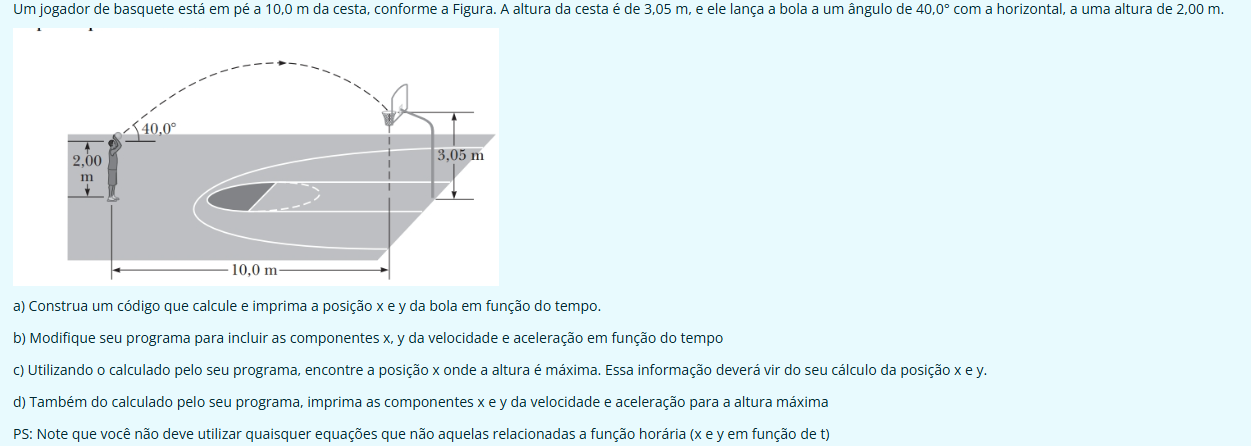 Um jogador de basquete está em pé a 10,0 m da cesta, conforme a Figura. A altura da cesta é de 3,05 m, e ele lança a bola a um ângulo de 40,0° com a horizontal, a uma altura de 2,00 m.
40,0°
2,00
m
3,05 m
10,0 m
a) Construa um código que calcule e imprima a posição x e y da bola em função do tempo.
b) Modifique seu programa para incluir as componentes x, y da velocidade e aceleração em função do tempo
c) Utilizando o calculado pelo seu programa, encontre a posição x onde a altura é máxima. Essa informação deverá vir do seu cálculo da posição x e y.
d) Também do calculado pelo seu programa, imprima as componentes x e y da velocidade e aceleração para a altura máxima
PS: Note que você não deve utilizar quaisquer equações que não aquelas relacionadas a função horária (x e y em função de t)